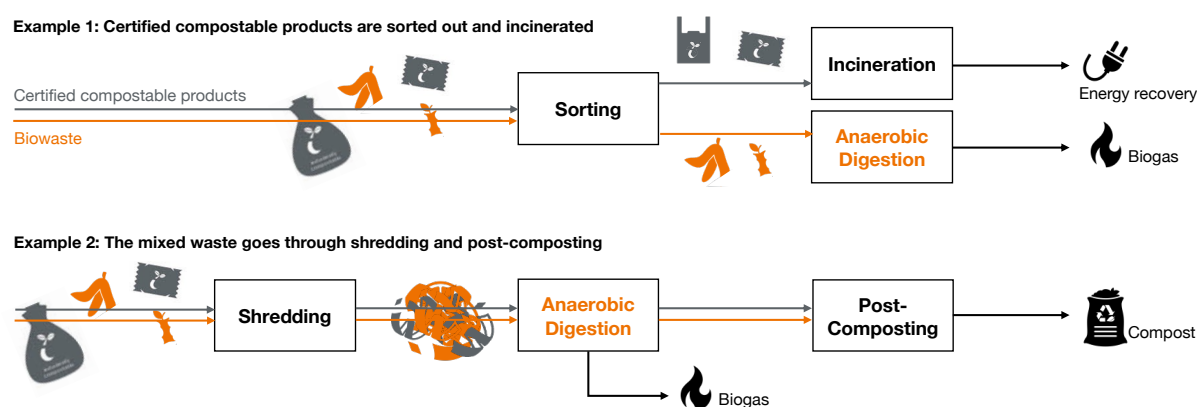 Example 1: Certified compostable products are sorted out and incinerated
Certified compostable products
Biowaste
Sorting
Incineration
Energy recovery
Anaerobic
Digestion
Biogas
Example 2: The mixed waste goes through shredding and post-composting
Shredding
Anaerobic
Digestion
Post-
Composting
Compost
Biogas